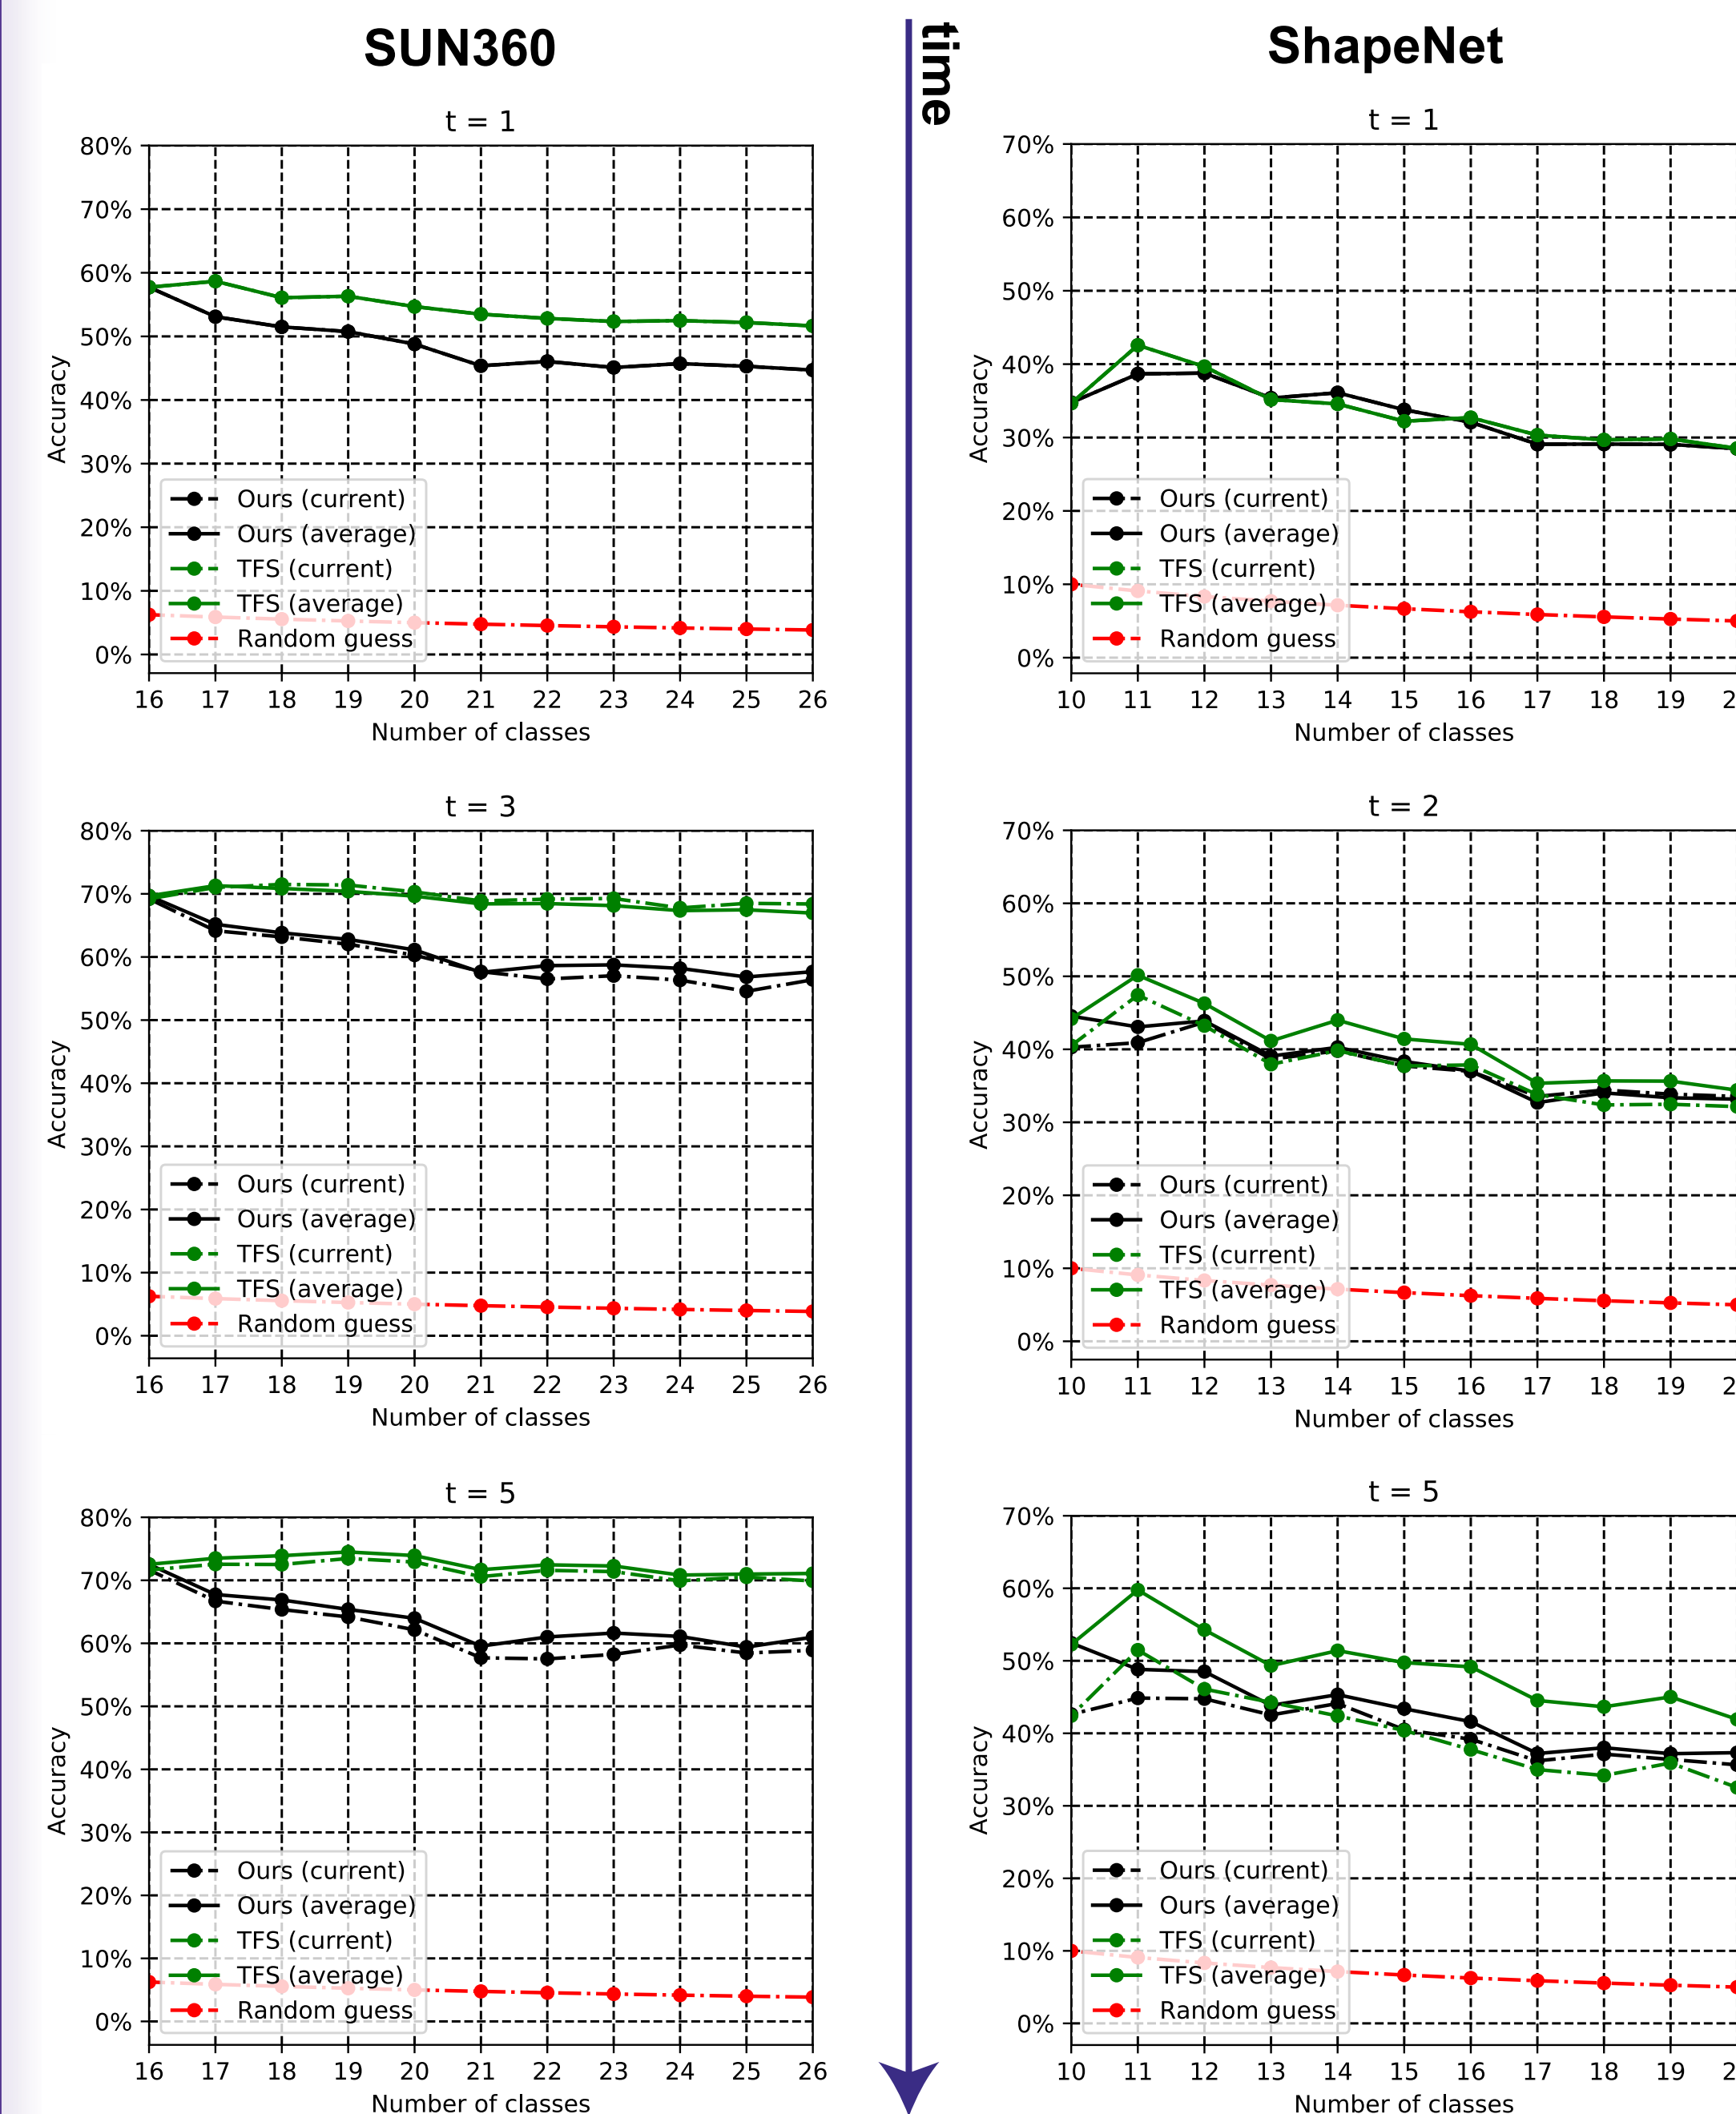 SUN360
time
ShapeNet
t = 1
80%
70%
60%
50%
40%
30%
20%
10%
0%
Accuracy
Ours (current)
Ours (average)
TFS (current)
TFS (average)
Random guess
16 17 18 19 20 21 22 23 24 25 26
Number of classes
t = 1
70%
60%
50%
40%
30%
20%
10%
0%
Accuracy
Ours (current)
Ours (average)
TFS (current)
TFS (average)
Random guess
10 11 12 13 14 15 16 17 18 19 2
Number of classes
t = 3
80%
70%
60%
50%
40%
30%
20%
10%
0%
Accuracy
Ours (current)
Ours (average)
TFS (current)
TFS (average)
Random guess
16 17 18 19 20 21 22 23 24 25 26
Number of classes
t = 2
70%
60%
50%
40%
30%
20%
10%
0%
Accuracy
Ours (current)
Ours (average)
TFS (current)
TFS (average)
Random guess
10 11 12 13 14 15 16 17 18 19 2
Number of classes
t = 5
80%
70%
60%
50%
40%
30%
20%
10%
0%
Accuracy
Ours (current)
Ours (average)
TFS (current)
TFS (average)
Random guess
16 17 18 19 20 21 22 23 24 25 26
Number of classes
t = 5
70%
60%
50%
40%
30%
20%
10%
0%
Accuracy
Ours (current)
Ours (average)
TFS (current)
TFS (average)
Random guess
10 11 12 13 14 15 16 17 18 19 2
Number of classes